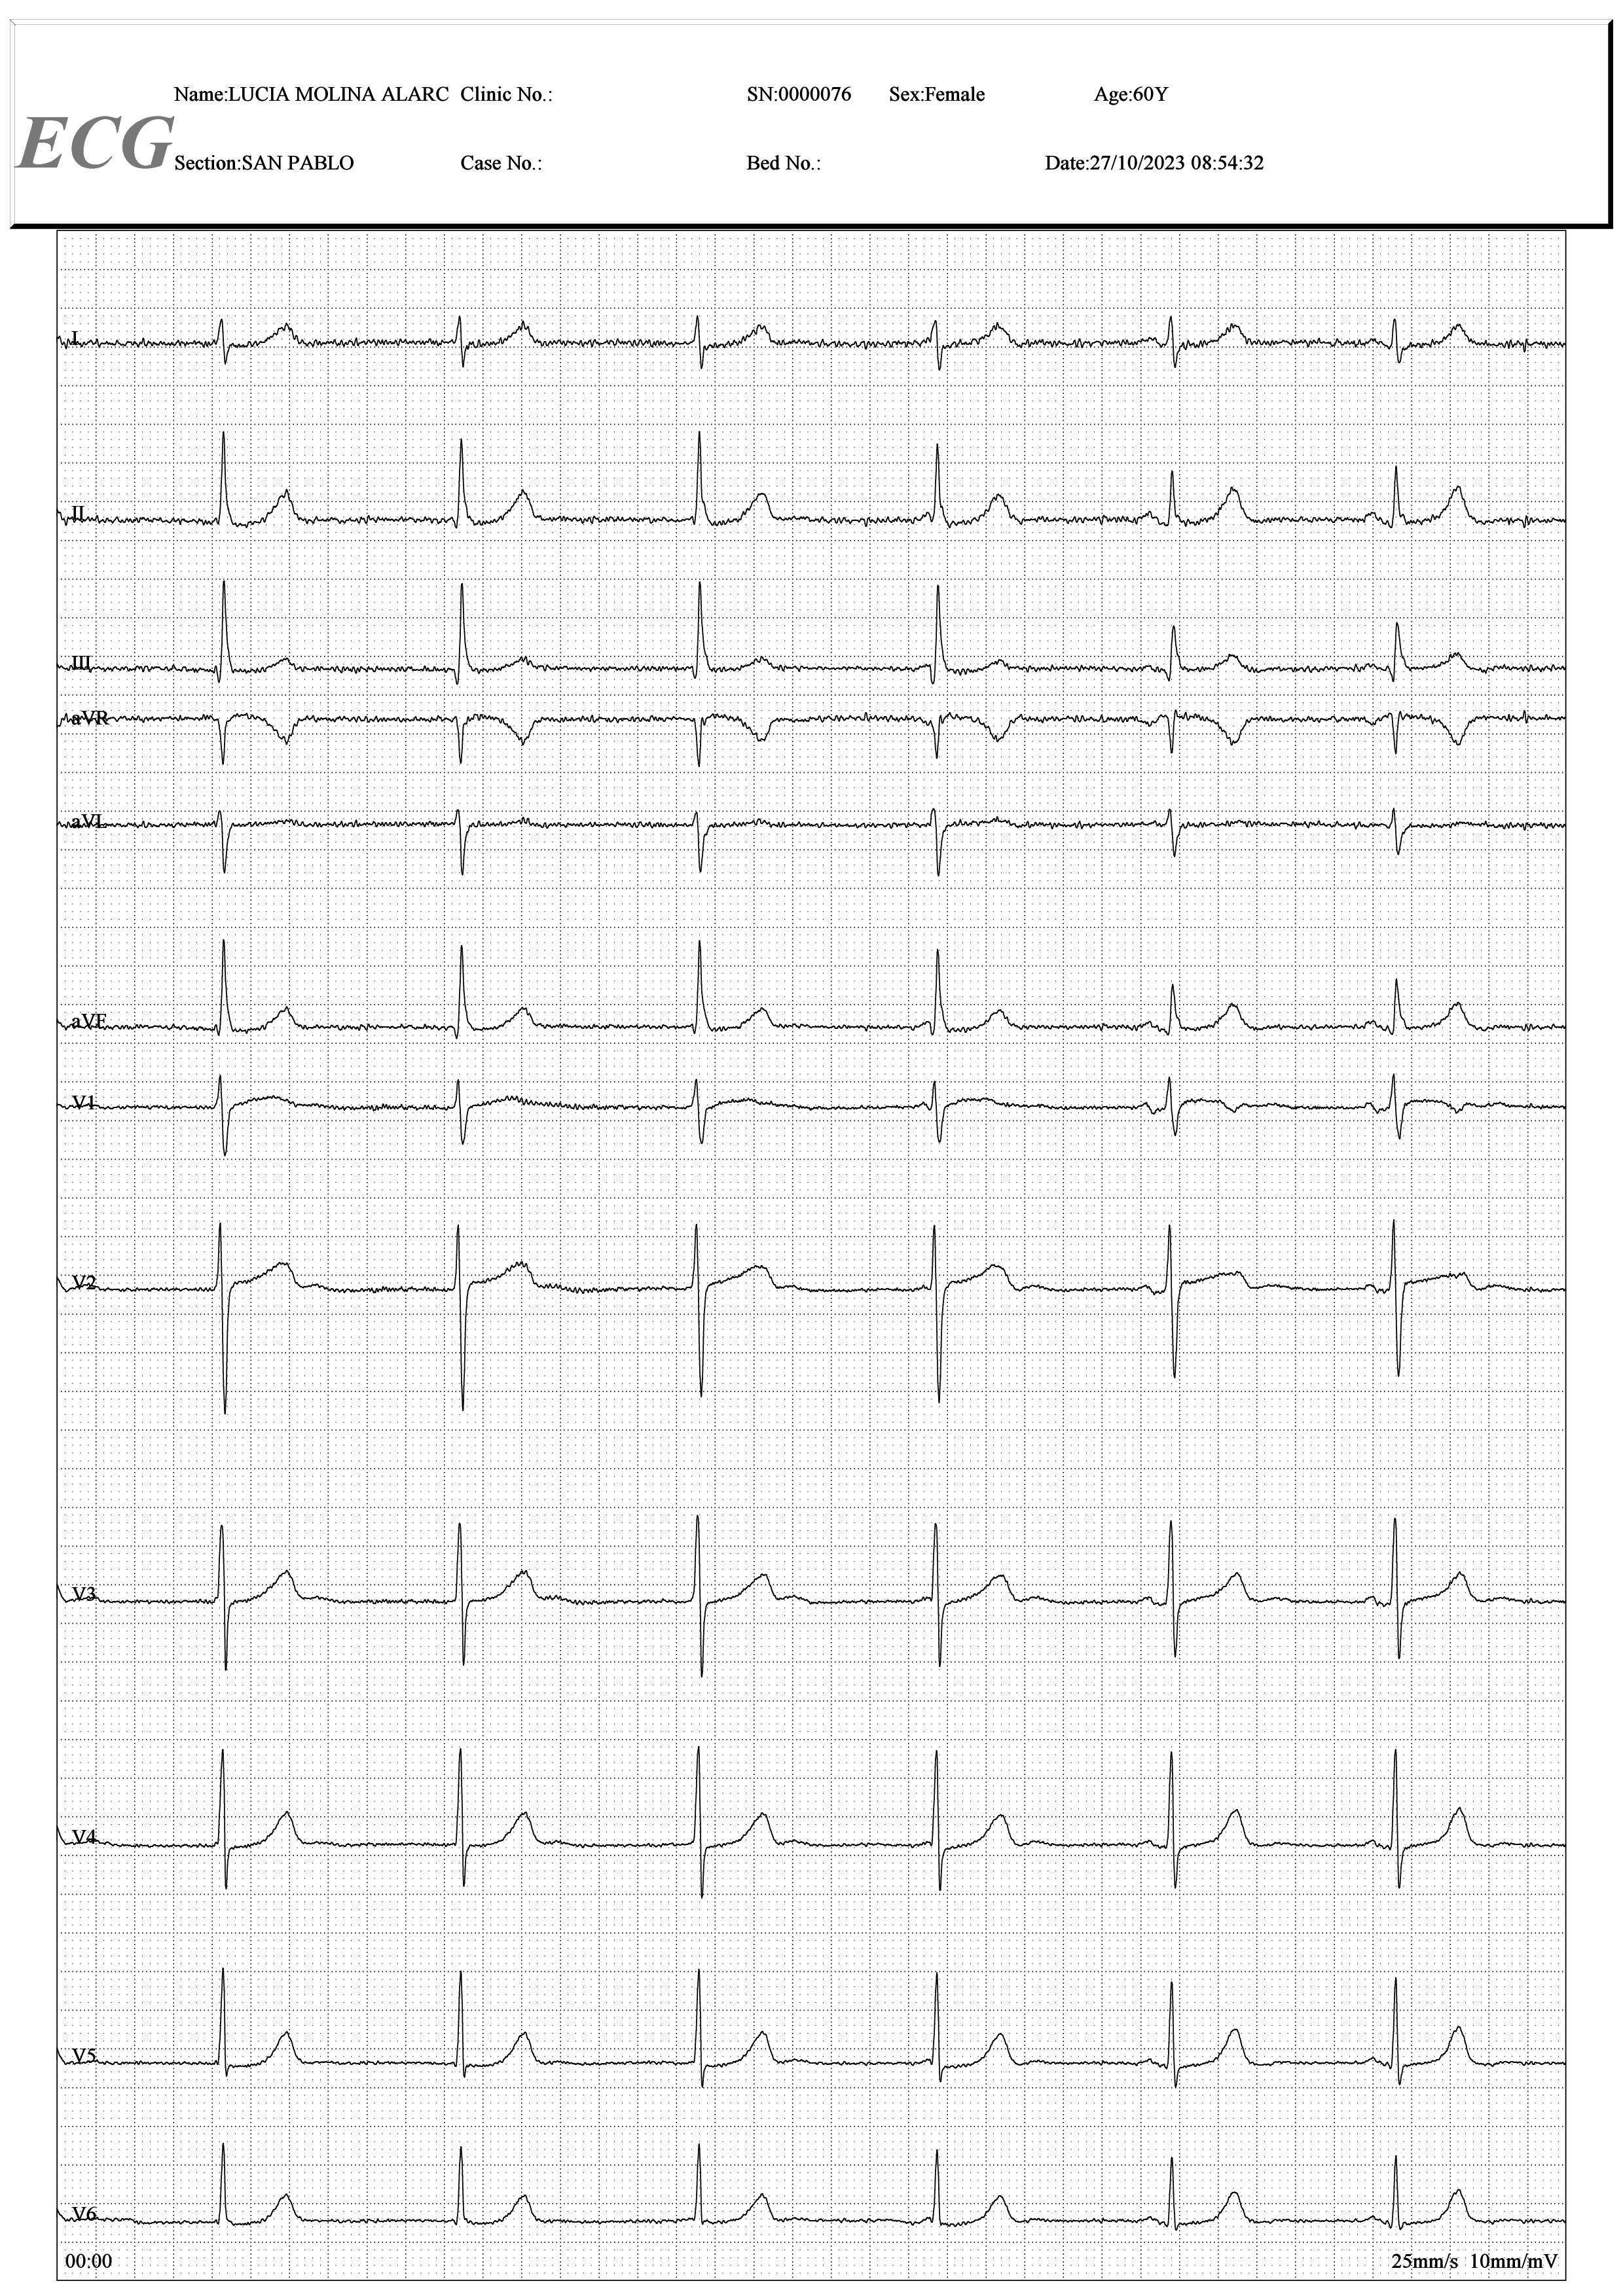 Name:LUCIA MOLINA ALARC Clinic No.: SN:0000076 Sex:Female Age:60Y
ECG
Section:SAN PABLO Case No.: Bed No.: Date:27/10/2023 08:54:32
I
II
III
aVR
aVL
aVF
V1
V2
V3
V4
V5
V6
00:00 25mm/s 10mm/mV